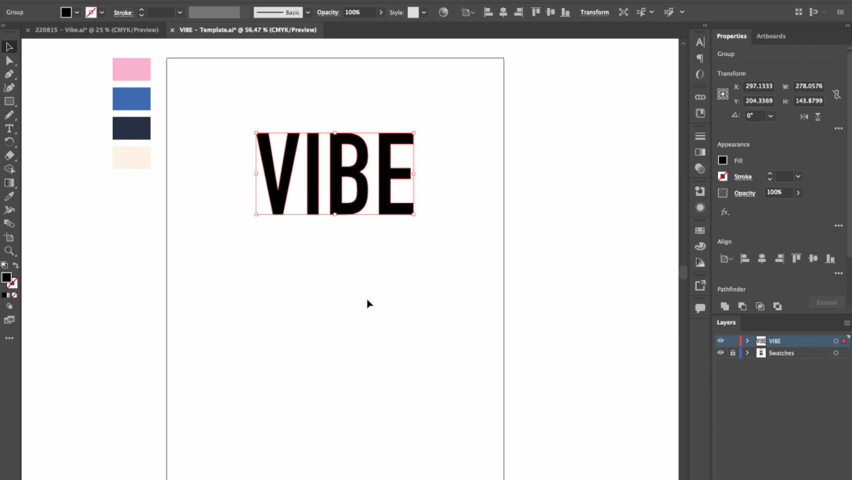 Group
Stroke:
Basic
Opacity: 100%
Style:
Transform
220815 – Vibe.ai* @ 25 % (CMYK/Preview)
VIBE – Template.ai* @ 56.47 % (CMYK/Preview)
VIBE
Properties
Artboards
Group
Transform
X: 297.1333
W: 278.0576
Y: 204.3369
H: 143.8799
0°
Appearance
Fill
Stroke
Opacity
100%
fx.
Align
Pathfinder
Expand
Layers
VIBE
Swatches